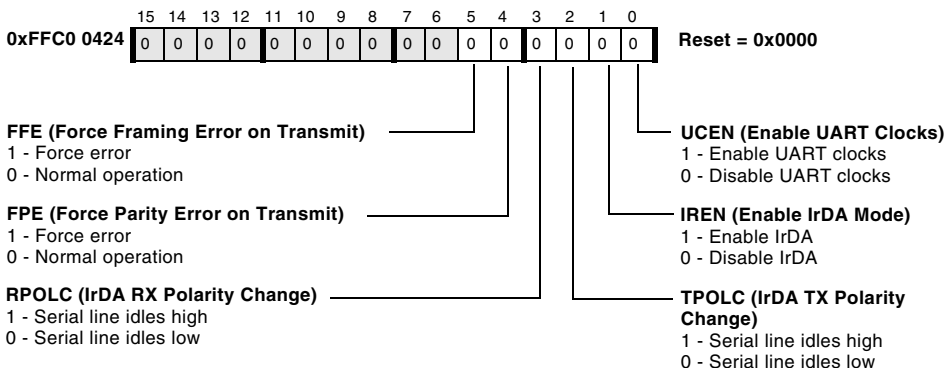 15 14 13 12 11 10 9 8 7 6 5 4 3 2 1 0
0xFFC0 0424 0 0 0 0 0 0 0 0 0 0 0 0 0 0 0 0 Reset = 0x0000
FFE (Force Framing Error on Transmit)
1 - Force error
0 - Normal operation
FPE (Force Parity Error on Transmit)
1 - Force error
0 - Normal operation
RPOLC (IrDA RX Polarity Change)
1 - Serial line idles high
0 - Serial line idles low
UCEN (Enable UART Clocks)
1 - Enable UART clocks
0 - Disable UART clocks
IREN (Enable IrDA Mode)
1 - Enable IrDA
0 - Disable IrDA
TPOLC (IrDA TX Polarity
Change)
1 - Serial line idles high
0 - Serial line idles low